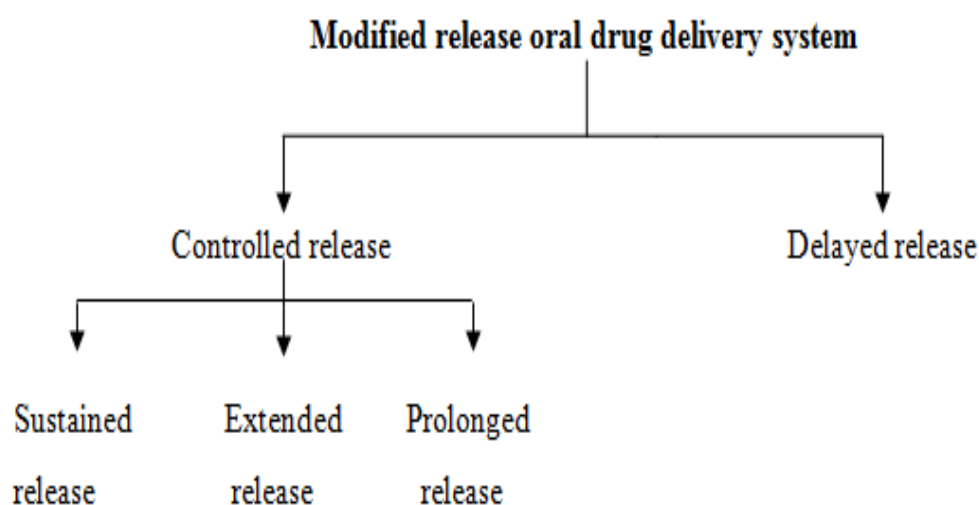 Modified release oral drug delivery system
Controlled release
Delayed release
Sustained
release
Extended
release
Prolonged
release